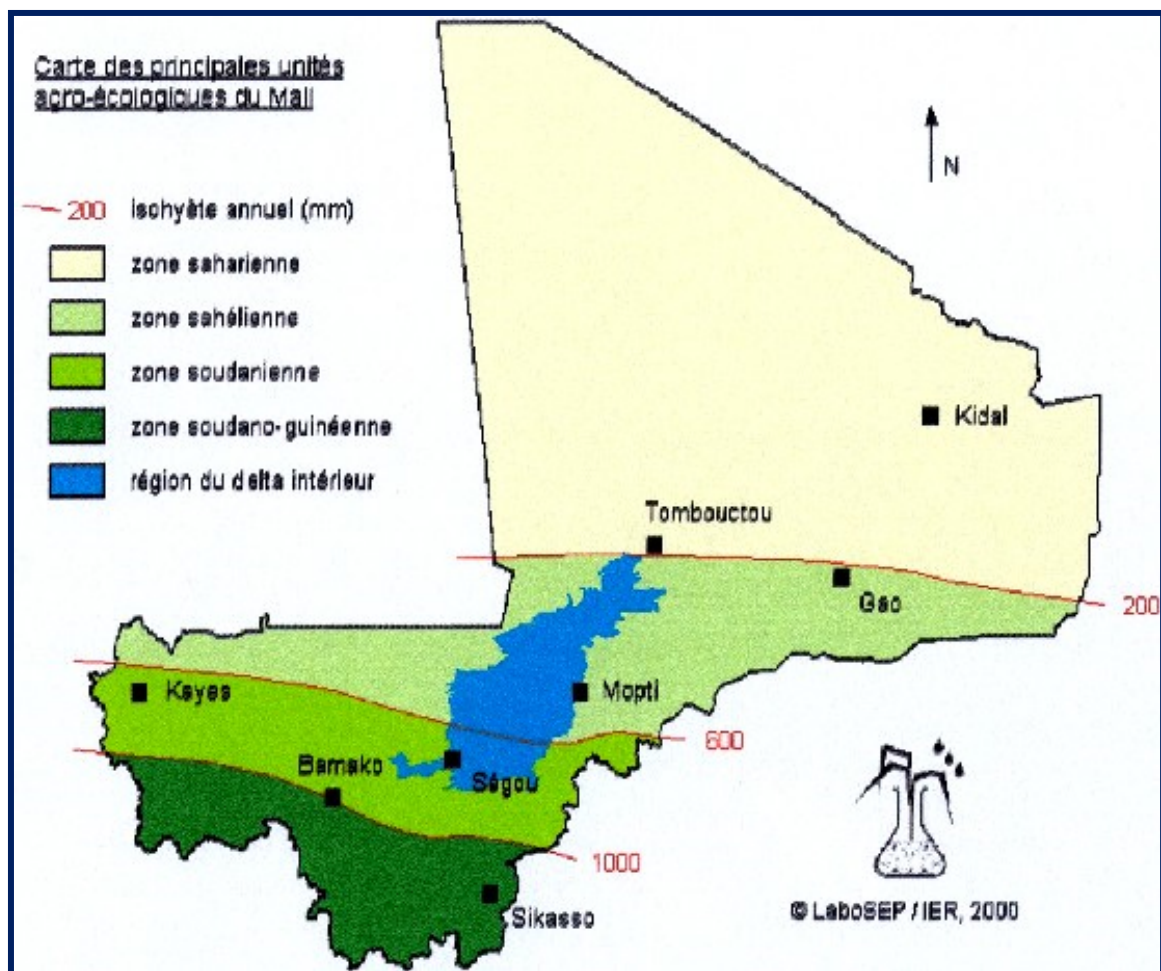 Carte des principales unités
agro-écologiques du Mali
N
200 isohyète annuel (mm)
zone saharienne
zone sahélienne
zone soudanienne
zone soudano-guinéenne
région du delta intérieur
Kidal
Tombouctou
Gao
200
Kayes
Mopti
600
Bamako
Ségou
1000
Sikasso
© LaboSEP / IER, 2000